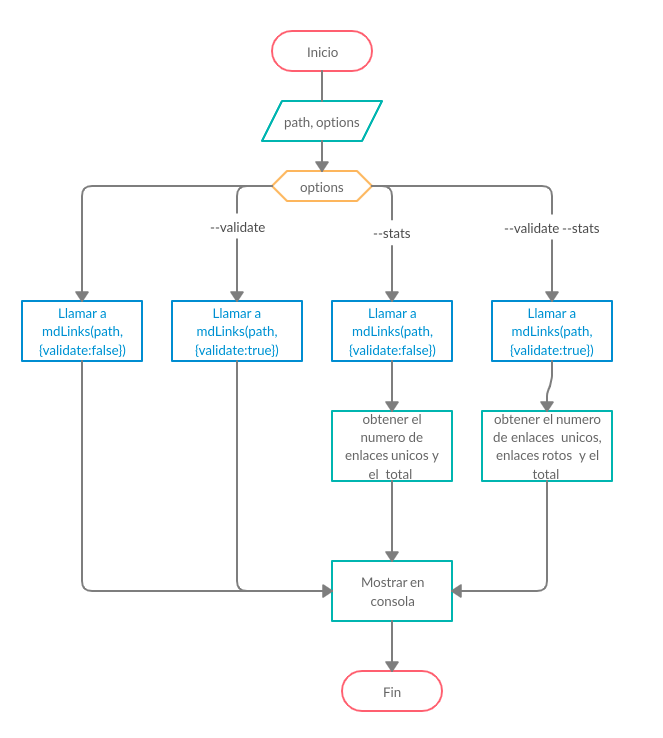 Inicio
path, options
options
--validate
--stats
--validate --stats
Llamar a
mdLinks(path,
{validate:false})
Llamar a
mdLinks(path,
{validate:true})
Llamar a
mdLinks(path,
{validate:false})
Llamar a
mdLinks(path,
{validate:true})
obtener el
numero de
enlaces unicos y
el total
obtener el numero
de enlaces unicos,
enlaces rotos y el
total
Mostrar en
consola
Fin